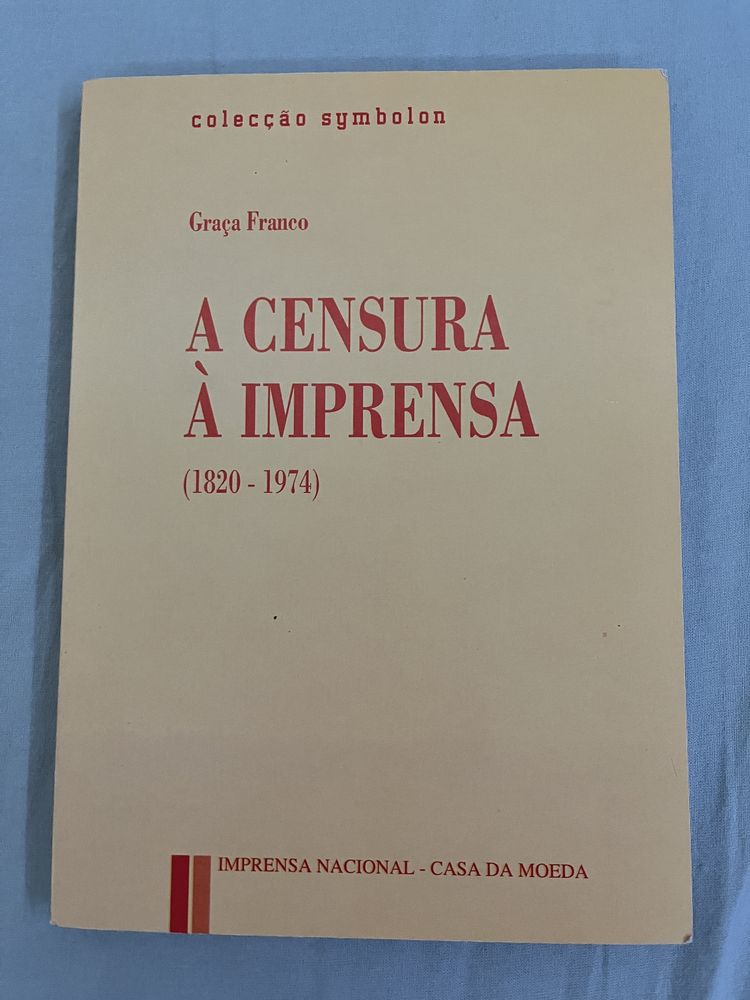 colecção symbolon
Graça Franco
A CENSURA
À IMPRENSA
(1820 - 1974)
IMPRENSA NACIONAL - CASA DA MOEDA